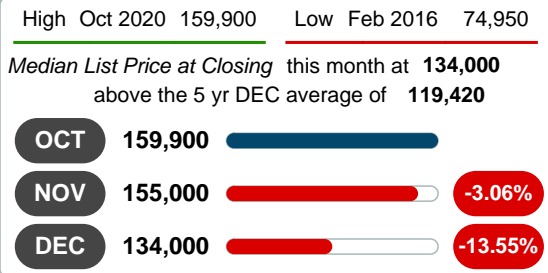 High Oct 2020 159,900 Low Feb 2016 74,950
Median List Price at Closing this month at 134,000
above the 5 yr DEC average of 119,420
OCT 159,900
NOV 155,000 -3.06%
DEC 134,000 -13.55%